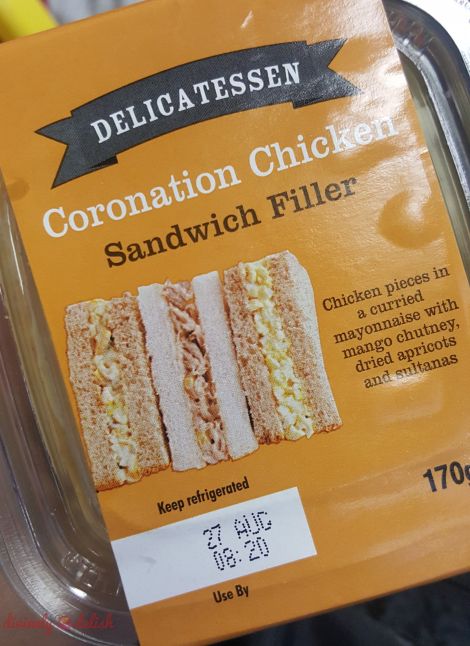 DELICATESSEN
Coronation Chicken
Sandwich Filler
Chicken pieces in
a curried
mayonnaise with
mango chutney,
dried apricots
and sultanas
170g
Keep refrigerated
27 AUG
08:20
Use By